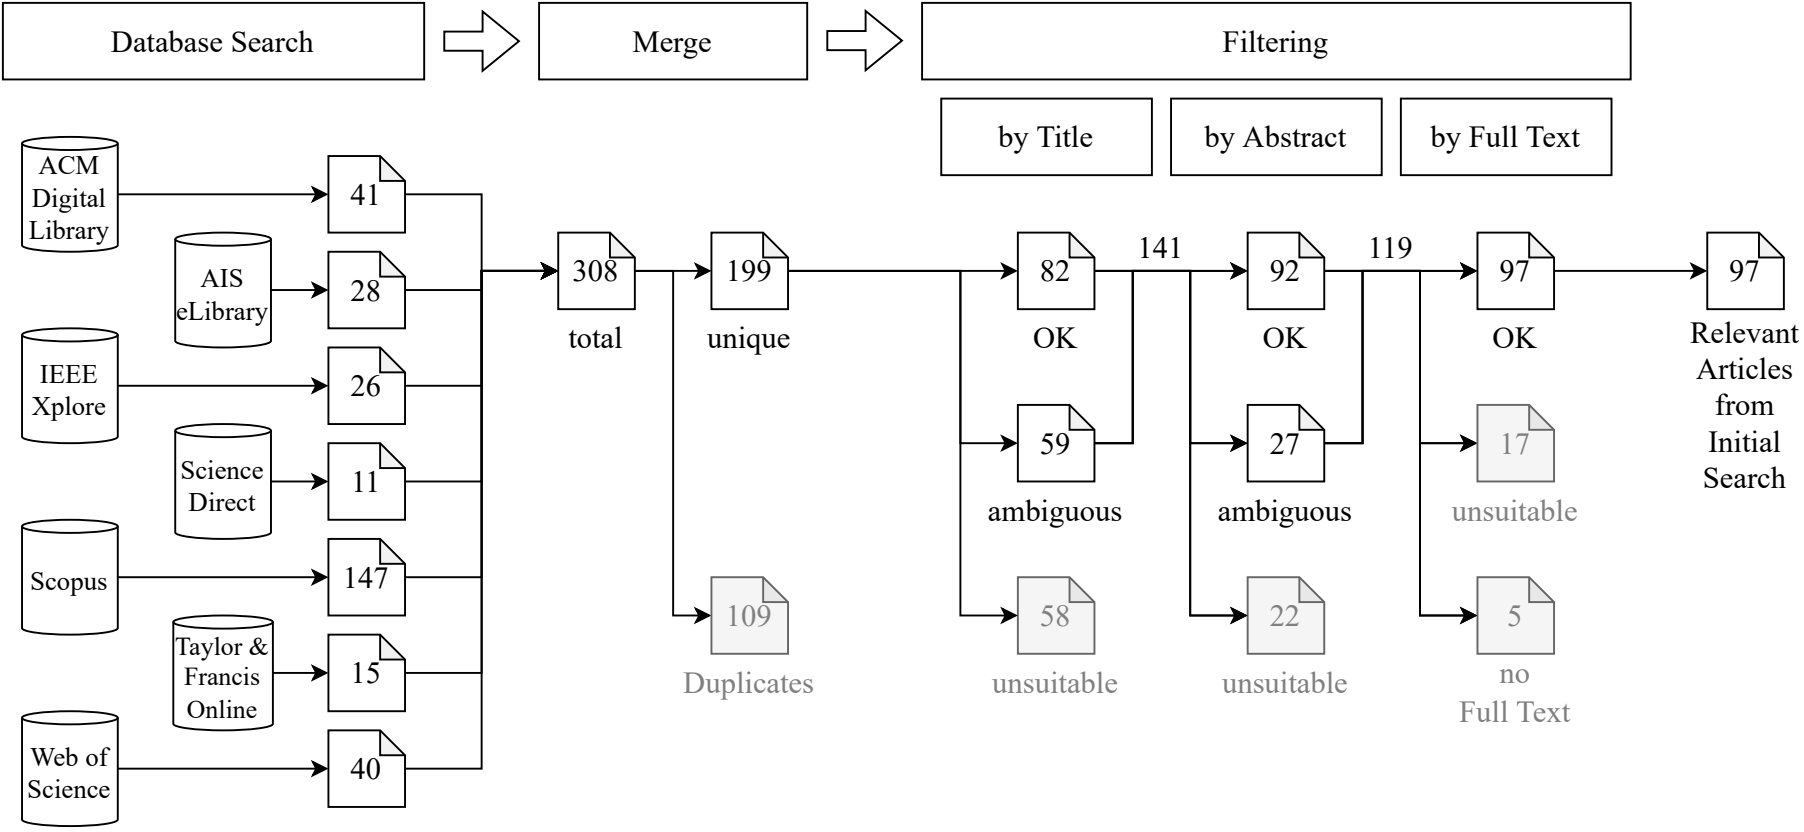 Database Search
Merge
Filtering
by Title
by Abstract
by Full Text
ACM
Digital
Library
41
AIS
eLibrary
28
IEEE
Xplore
26
Science
Direct
11
Scopus
147
Taylor &
Francis
Online
15
Web of
Science
40
308
total
199
unique
109
Duplicates
82
OK
59
ambiguous
58
unsuitable
141
92
OK
27
ambiguous
22
unsuitable
119
97
OK
17
unsuitable
5
no
Full Text
97
Relevant
Articles
from
Initial
Search